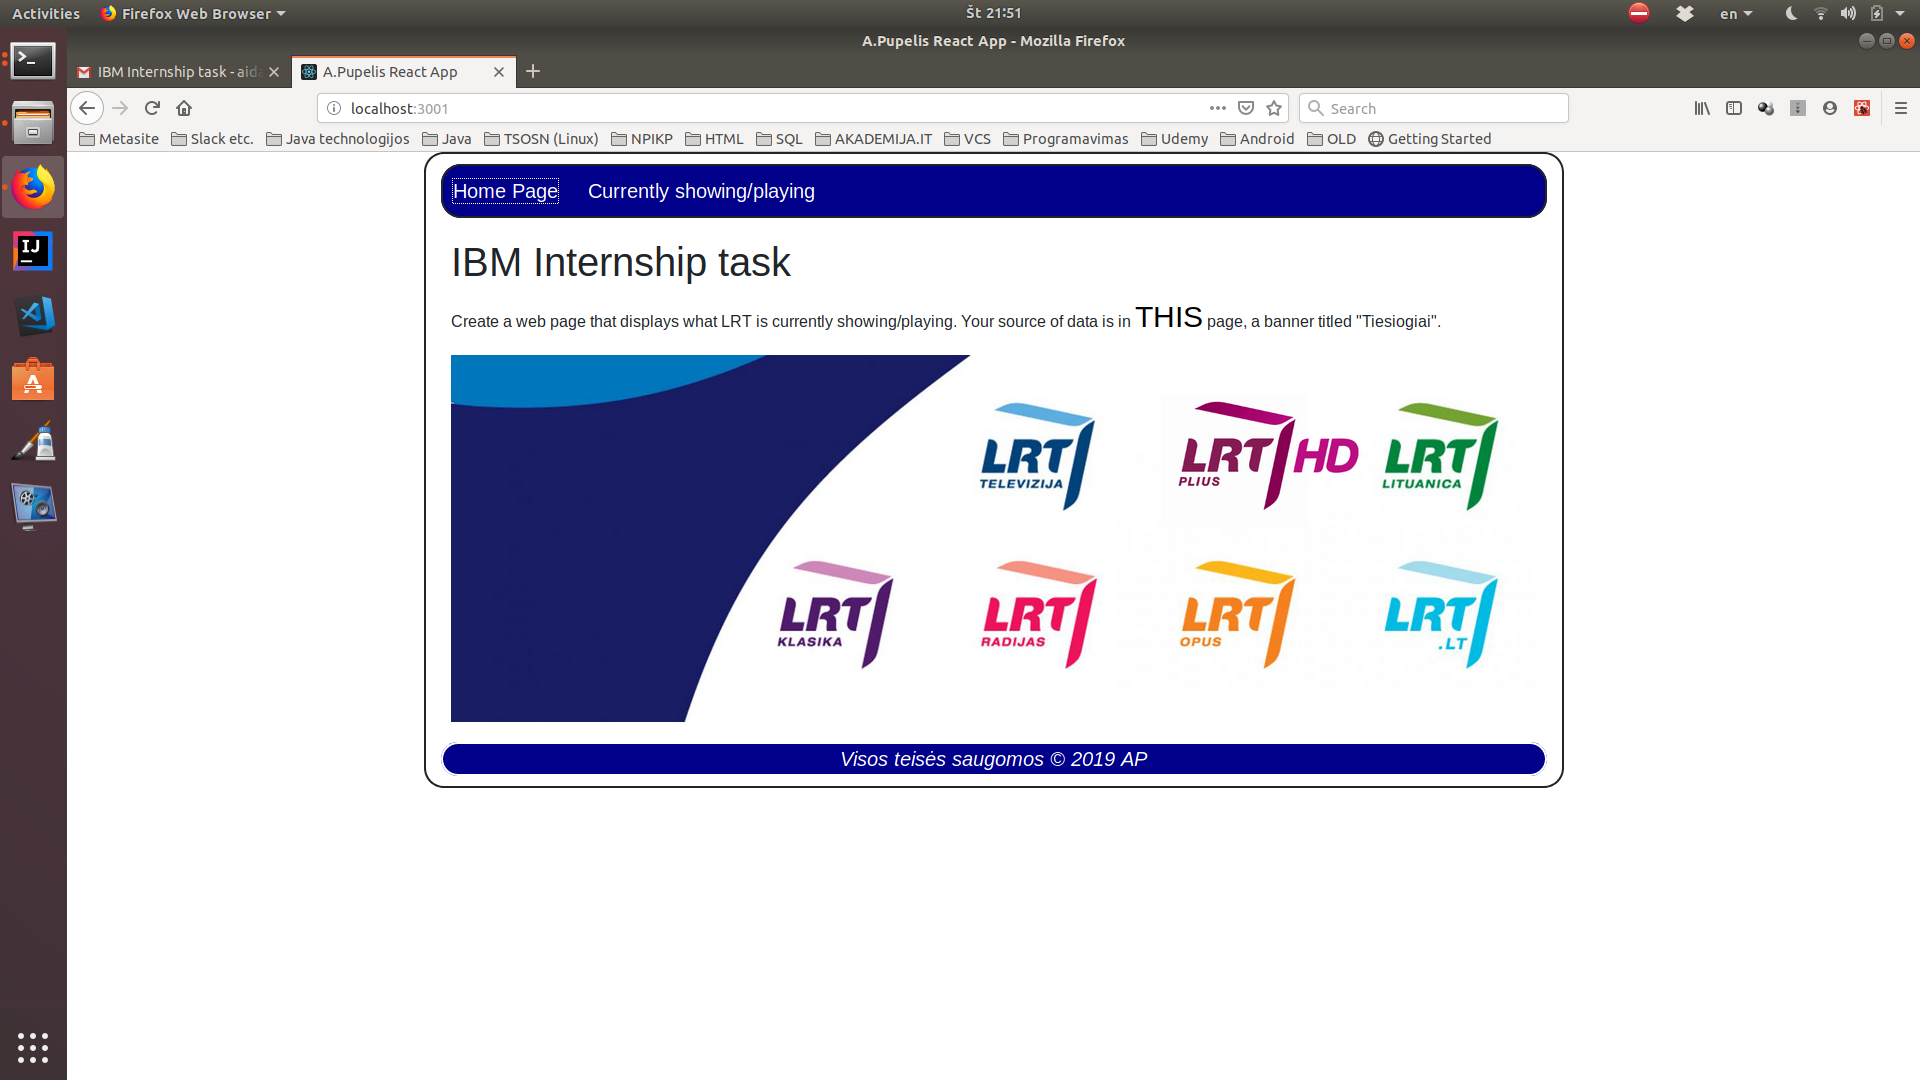 Activities
Firefox Web Browser
Št 21:51
en
A.Pupelis React App - Mozilla Firefox
IBM Internship task - aida
A.Pupelis React App
localhost:3001
Search
Metasite
Slack etc.
Java technologijos
Java
TSOSN (Linux)
NPIKP
HTML
SQL
AKADEMIJA.IT
VCS
Programavimas
Udemy
Android
OLD
Getting Started
Home Page
Currently showing/playing
IBM Internship task
Create a web page that displays what LRT is currently showing/playing. Your source of data is in THIS page, a banner titled "Tiesiogiai".
LRT TELEVIZIJA
LRT PLIUS HD
LRT LITUANICA
LRT KLASIKA
LRT RADIJAS
LRT OPUS
LRT .LT
Visos teisės saugomos © 2019 AP
IJ